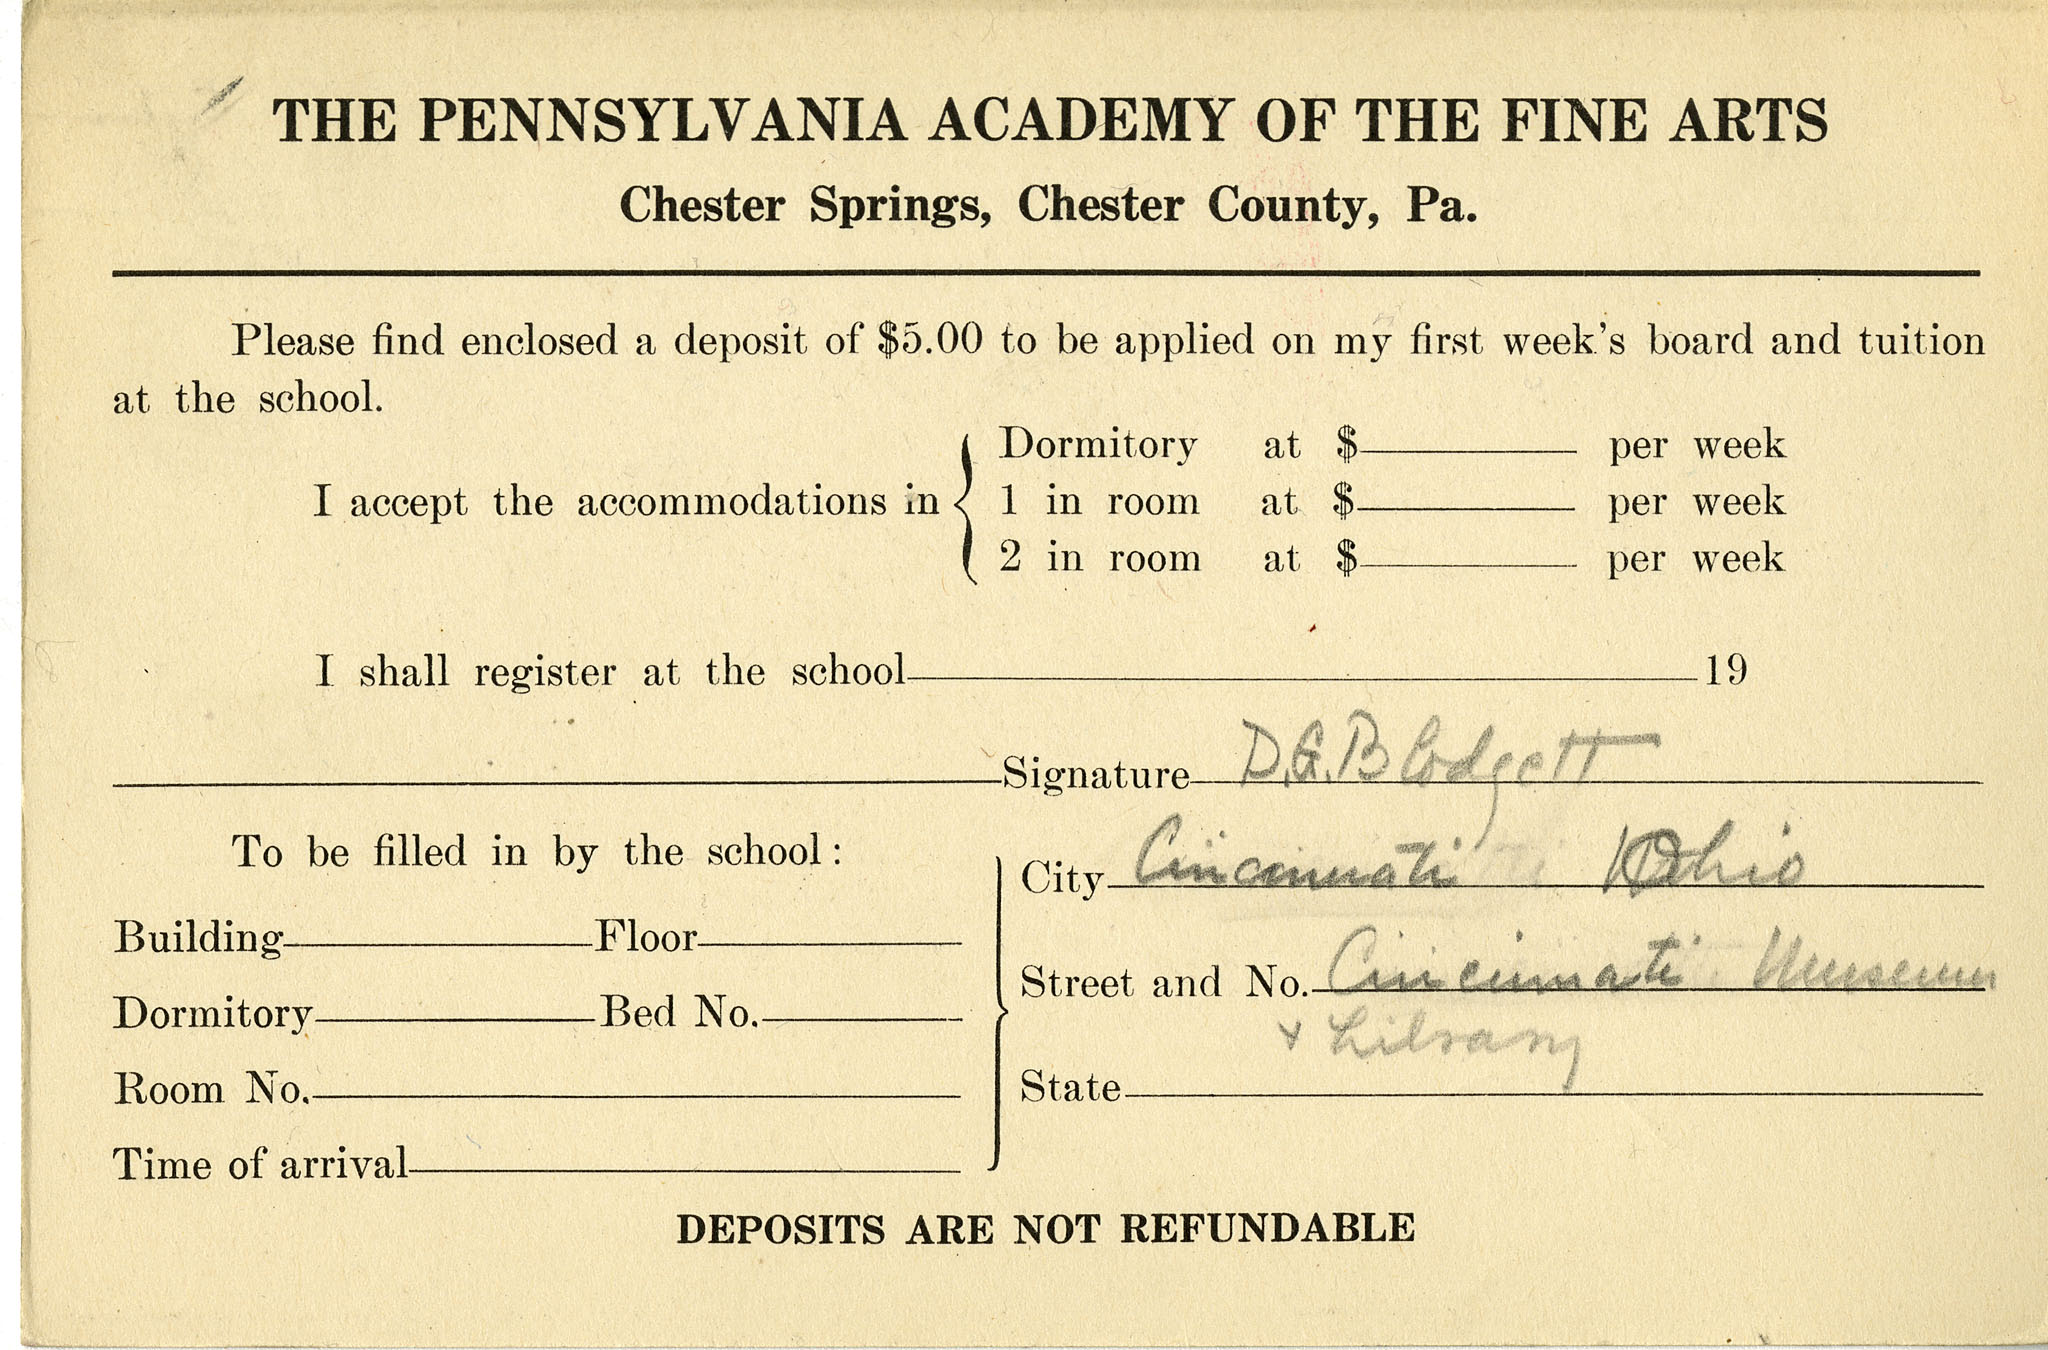 THE PENNSYLVANIA ACADEMY OF THE FINE ARTS
Chester Springs, Chester County, Pa.
Please find enclosed a deposit of $5.00 to be applied on my first week's board and tuition
at the school.
I accept the accommodations in
Dormitory at $ per week
1 in room at $ per week
2 in room at $ per week
I shall register at the school 19
Signature D.G. Blodgett
To be filled in by the school:
Building Floor
Dormitory Bed No.
Room No.
Time of arrival
City Cincinnati Ohio
Street and No. Cincinnati Museum
+ Library
State
DEPOSITS ARE NOT REFUNDABLE